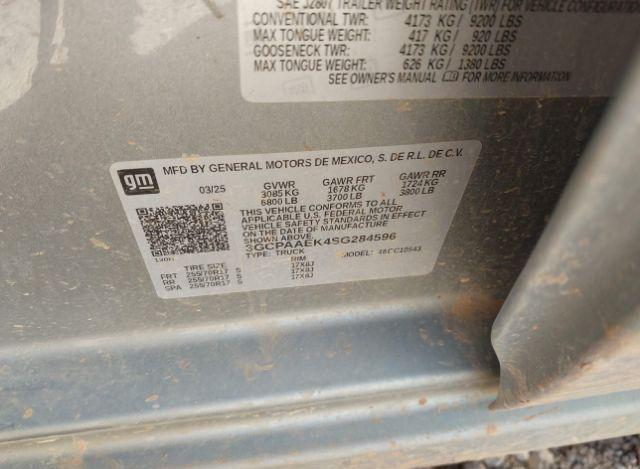 SAE J2807 TRAILER WEIGHT RATING (TWR) FOR VEHICLE CONFIGURATION
CONVENTIONAL TWR: 4173 KG / 9200 LBS
MAX TONGUE WEIGHT: 417 KG / 920 LBS
GOOSENECK TWR: 4173 KG / 9200 LBS
MAX TONGUE WEIGHT: 626 KG / 1380 LBS
SEE OWNER'S MANUAL FOR MORE INFORMATION
gm
MFD BY GENERAL MOTORS DE MEXICO, S. DE R.L. DE C.V.
03/25 GVWR GAWR FRT GAWR RR
3085 KG 1678 KG 1724 KG
6800 LB 3700 LB 3800 LB
THIS VEHICLE CONFORMS TO ALL
APPLICABLE U.S. FEDERAL MOTOR
VEHICLE SAFETY STANDARDS IN EFFECT
ON THE DATE OF MANUFACTURE
SHOWN ABOVE.
3GCPAAEK4SG284596
TYPE: TRUCK MODEL:
TIRE SIZE RIM
FRT 255/70R17 S 17X8J
RR 255/70R17 S 17X8J
SPA 255/70R17 S 17X8J